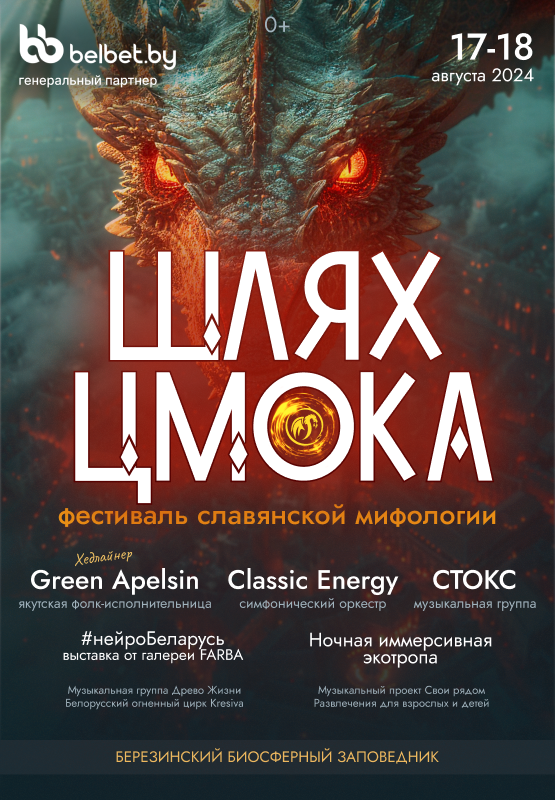 0+
belbet.by
генеральный партнер
17-18
августа 2024
ШЛЯХ
ЦМОКА
фестиваль славянской мифологии
Хедлайнер
Green Apelsin
якутская фолк-исполнительница
Classic Energy
симфонический оркестр
СТОКС
музыкальная группа
#нейроБеларусь
выставка от галереи FARBA
Ночная иммерсивная
экотропа
Музыкальная группа Древо Жизни
Белорусский огненный цирк Kresiva
Музыкальный проект Свои рядом
Развлечения для взрослых и детей
БЕРЕЗИНСКИЙ БИОСФЕРНЫЙ ЗАПОВЕДНИК